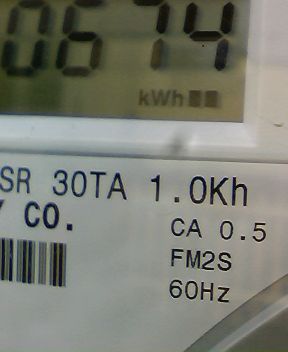 0674
kWh
SR 30TA 1.0Kh
Y CO.
CA 0.5
FM2S
60Hz